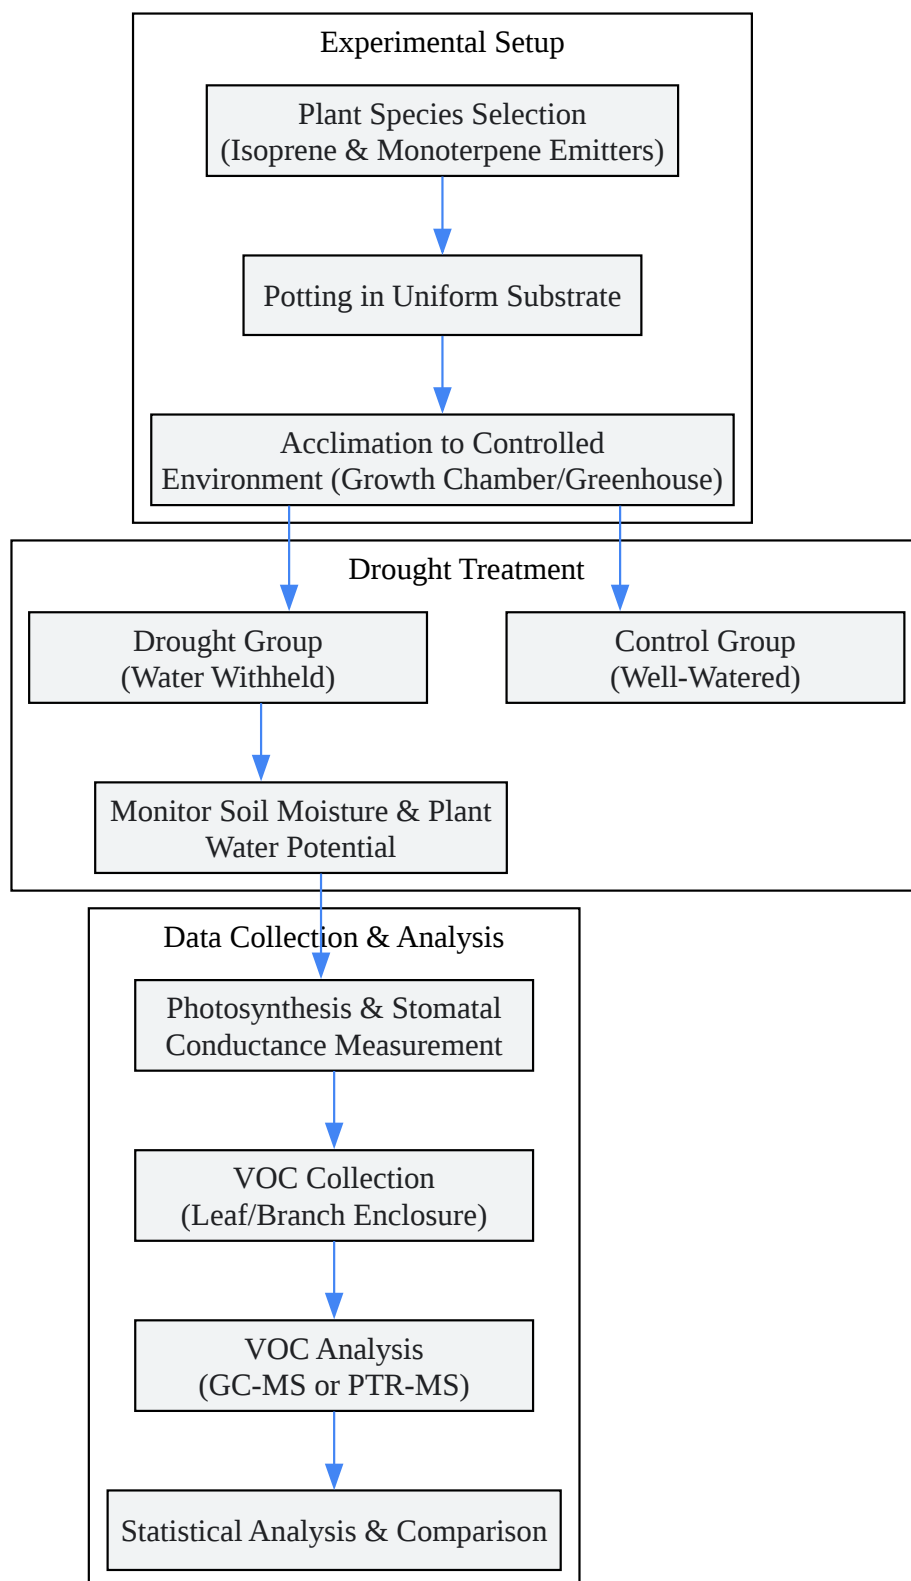 Experimental Setup
Plant Species Selection
(Isoprene & Monoterpene Emitters)
Potting in Uniform Substrate
Acclimation to Controlled
Environment (Growth Chamber/Greenhouse)
Drought Treatment
Drought Group
(Water Withheld)
Control Group
(Well-Watered)
Monitor Soil Moisture & Plant
Water Potential
Data Collection & Analysis
Photosynthesis & Stomatal
Conductance Measurement
VOC Collection
(Leaf/Branch Enclosure)
VOC Analysis
(GC-MS or PTR-MS)
Statistical Analysis & Comparison